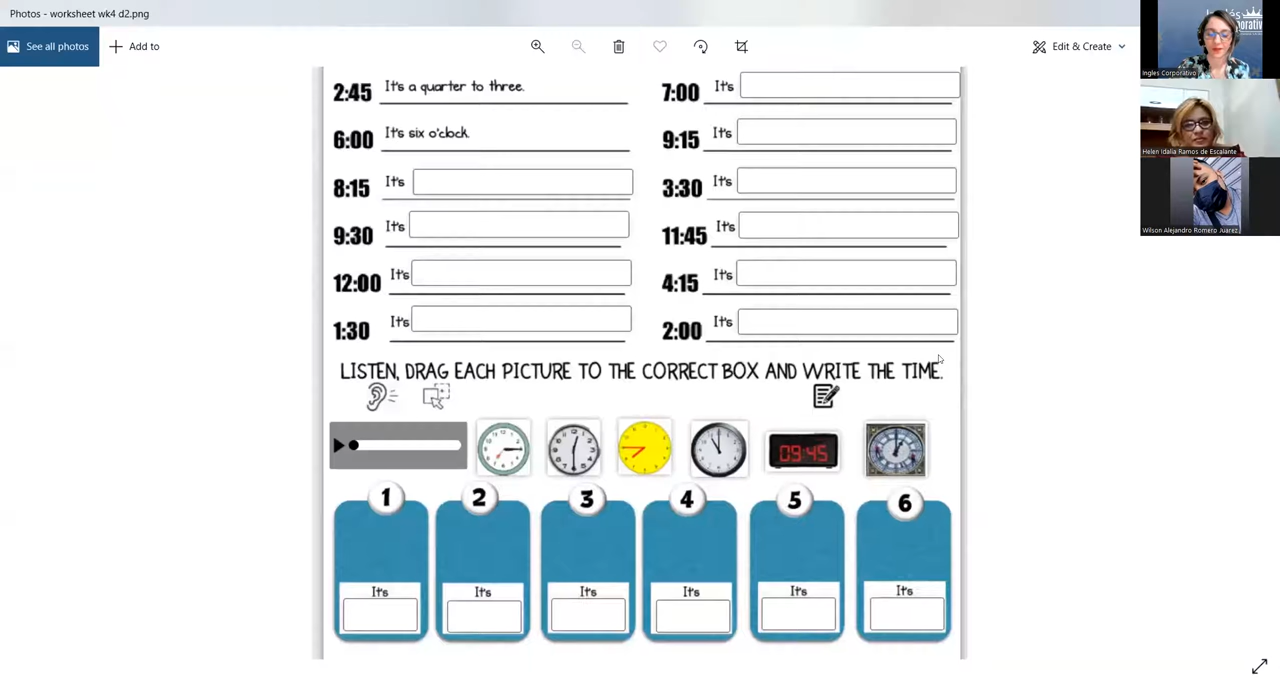 Photos - worksheet wk4 d2.png
See all photos
Add to
Edit & Create
Inglés
Ingles Corporativo
Helen Idalia Ramos de Escalante
Wilson Alejandro Romero Juarez
2:45 It's a quarter to three.
6:00 It's six o'clock.
8:15 It's
9:30 It's
12:00 It's
1:30 It's
7:00 It's
9:15 It's
3:30 It's
11:45 It's
4:15 It's
2:00 It's
LISTEN, DRAG EACH PICTURE TO THE CORRECT BOX AND WRITE THE TIME.
09:45
1 2 3 4 5 6
It's It's It's It's It's It's